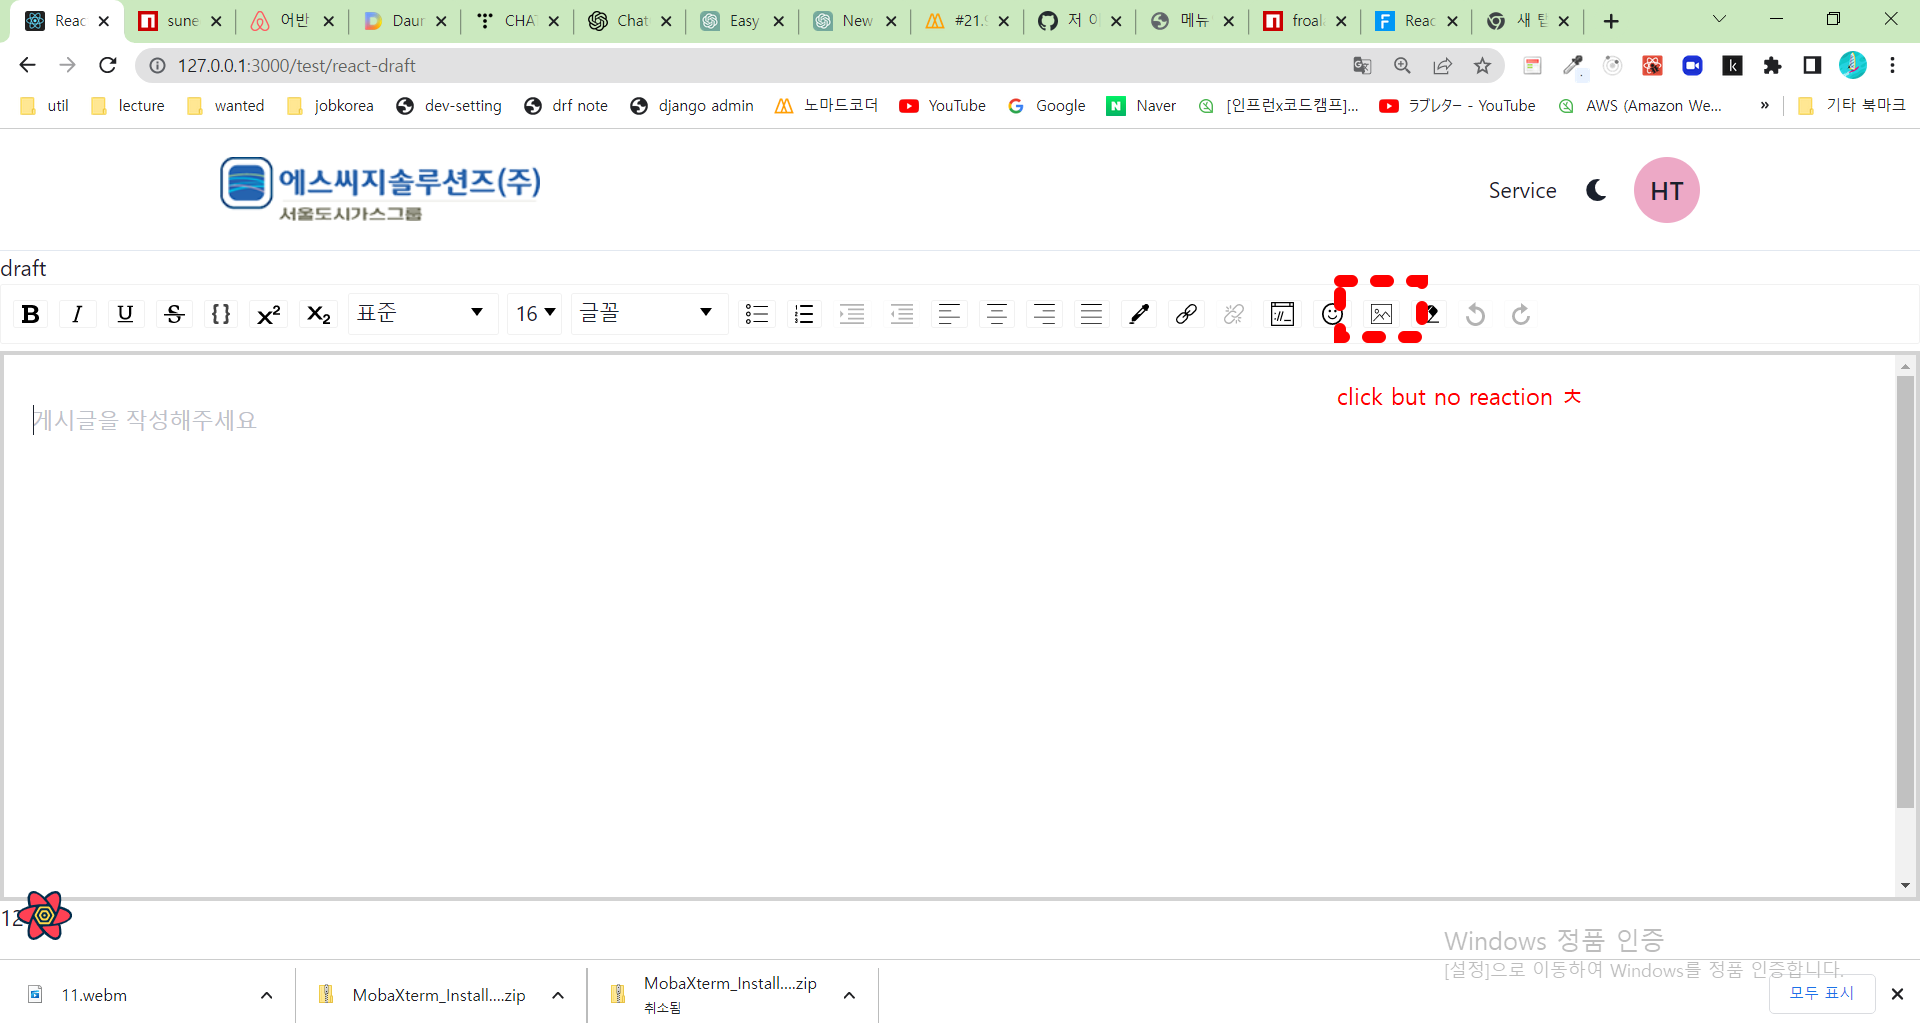 Reac
sune
어반
Daum
CHAT
Chat
Easy
New
#21.9
저 이
메뉴
froala
Reac
새 탭
127.0.0.1:3000/test/react-draft
util
lecture
wanted
jobkorea
dev-setting
drf note
django admin
노마드코더
YouTube
Google
Naver
[인프런x코드캠프]...
ラブレター - YouTube
AWS (Amazon We...
»
기타 북마크
에스씨지솔루션즈(주)
서울도시가스그룹
Service
HT
draft
표준
16
글꼴
click but no reaction ㅊ
게시글을 작성해주세요
12
Windows 정품 인증
[설정]으로 이동하여 Windows를 정품 인증합니다.
11.webm
MobaXterm_Install....zip
MobaXterm_Install....zip
취소됨
모두 표시